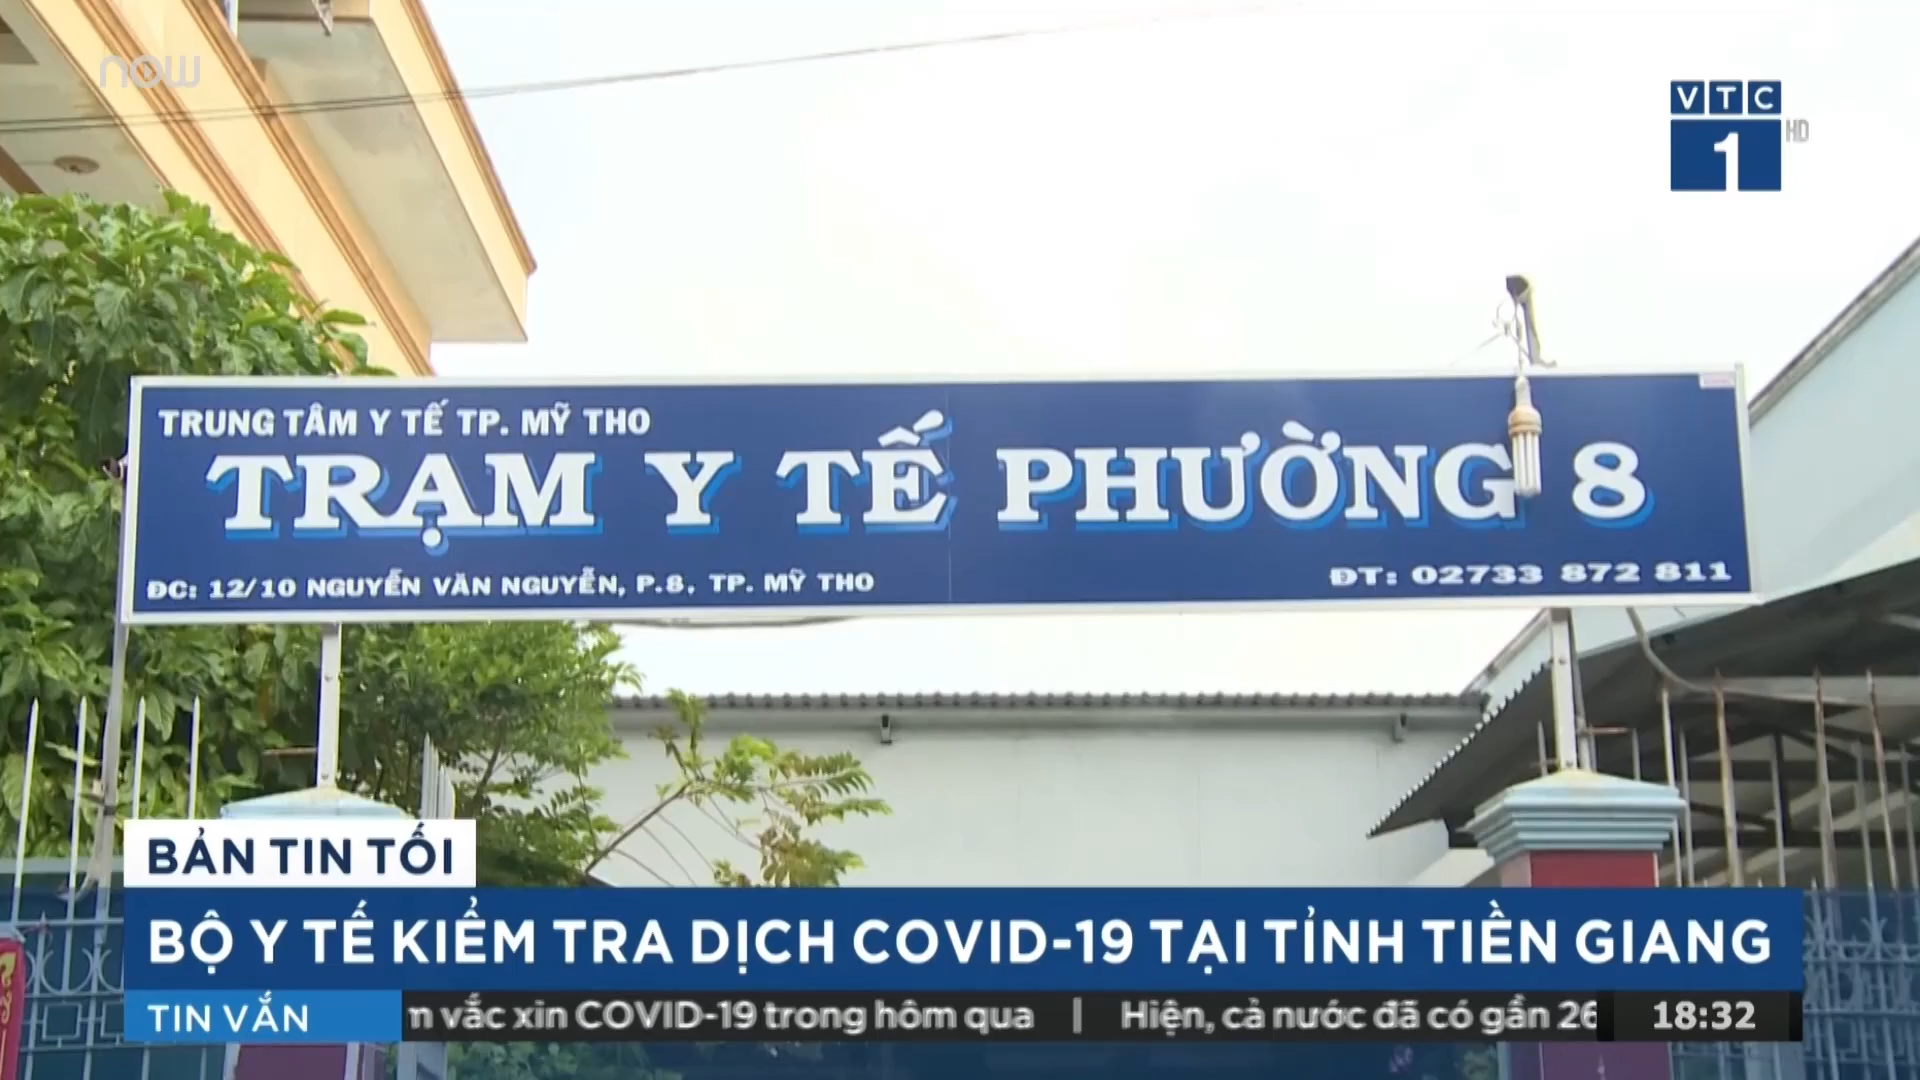 now
VTC
1 HD
TRUNG TÂM Y TẾ TP. MỸ THO
TRẠM Y TẾ PHƯỜNG 8
ĐC: 12/10 NGUYỄN VĂN NGUYỄN, P.8, TP. MỸ THO
ĐT: 02733 872 811
BẢN TIN TỐI
BỘ Y TẾ KIỂM TRA DỊCH COVID-19 TẠI TỈNH TIỀN GIANG
TIN VẮN
vắc xin COVID-19 trong hôm qua | Hiện, cả nước đã có gần 26
18:32